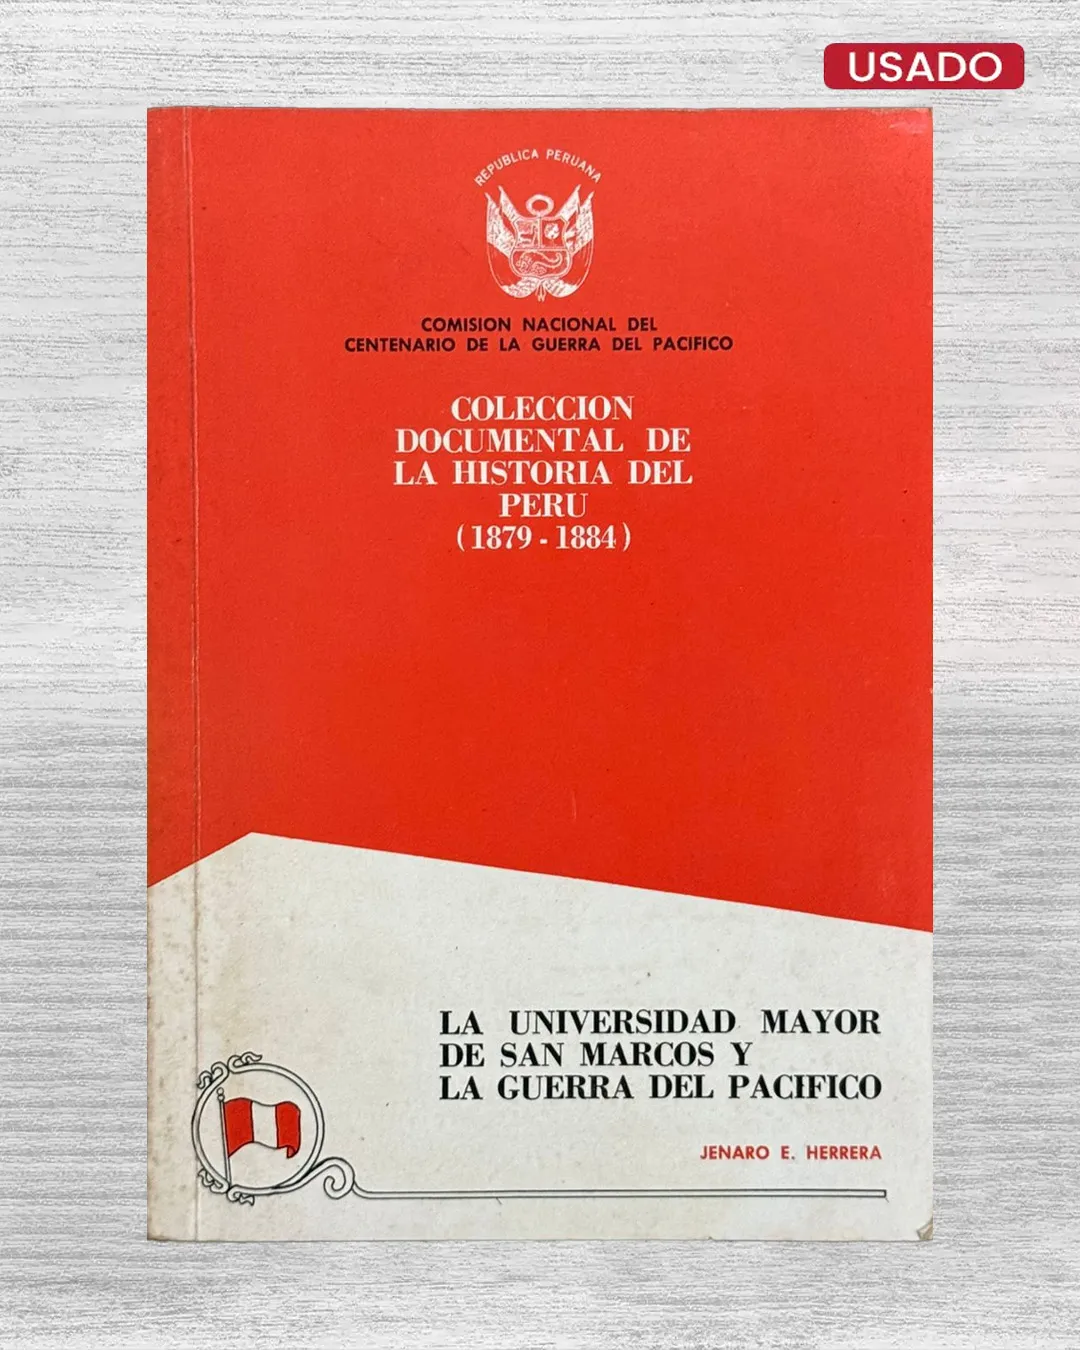 USADO
REPUBLICA PERUANA
COMISION NACIONAL DEL
CENTENARIO DE LA GUERRA DEL PACIFICO
COLECCION
DOCUMENTAL DE
LA HISTORIA DEL
PERU
(1879 - 1884)
LA UNIVERSIDAD MAYOR
DE SAN MARCOS Y
LA GUERRA DEL PACIFICO
JENARO E. HERRERA